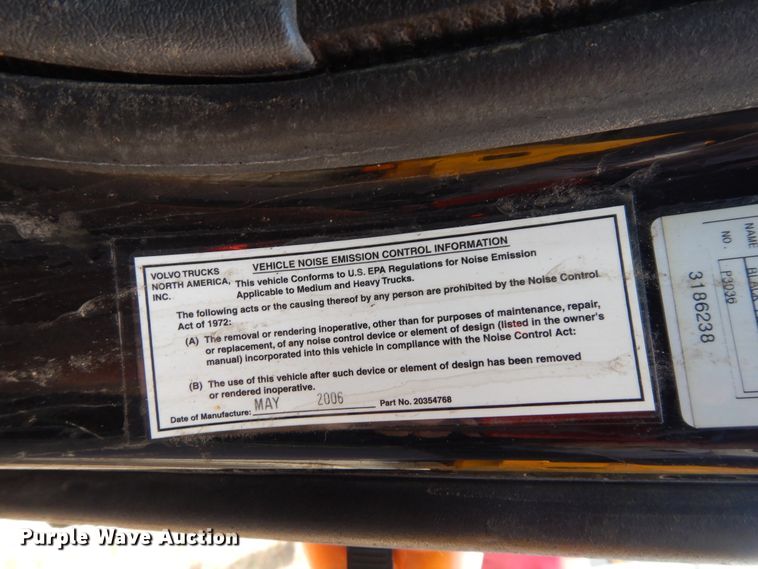 VOLVO TRUCKS
NORTH AMERICA,
INC.
VEHICLE NOISE EMISSION CONTROL INFORMATION
This vehicle Conforms to U.S. EPA Regulations for Noise Emission
Applicable to Medium and Heavy Trucks.
The following acts or the causing thereof by any person are prohibited by the Noise Control
Act of 1972:
(A) The removal or rendering inoperative, other than for purposes of maintenance, repair,
or replacement, of any noise control device or element of design (listed in the owner's
manual) incorporated into this vehicle in compliance with the Noise Control Act:
(B) The use of this vehicle after such device or element of design has been removed
or rendered inoperative.
Date of Manufacture: MAY 2006 Part No. 20354768
NAME
NO. P3036
3186238
Purple Wave Auction